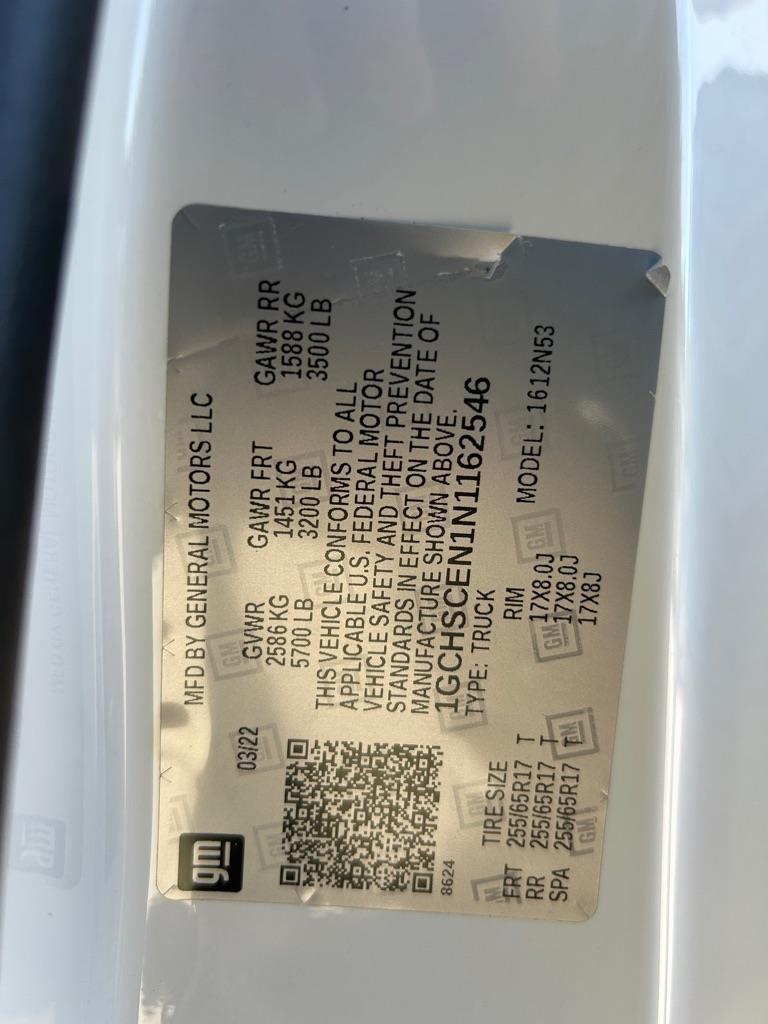 gm
MFD BY GENERAL MOTORS LLC
03/22
GVWR GAWR FRT GAWR RR
2586 KG 1451 KG 1588 KG
5700 LB 3200 LB 3500 LB
THIS VEHICLE CONFORMS TO ALL
APPLICABLE U.S. FEDERAL MOTOR
VEHICLE SAFETY AND THEFT PREVENTION
STANDARDS IN EFFECT ON THE DATE OF
MANUFACTURE SHOWN ABOVE.
1GCHSCEN1N1162546
8624
TYPE: TRUCK
TIRE SIZE RIM MODEL: 1612N53
FRT 255/65R17 T 17X8.0J
RR 255/65R17 T 17X8.0J
SPA 255/65R17 T 17X8J